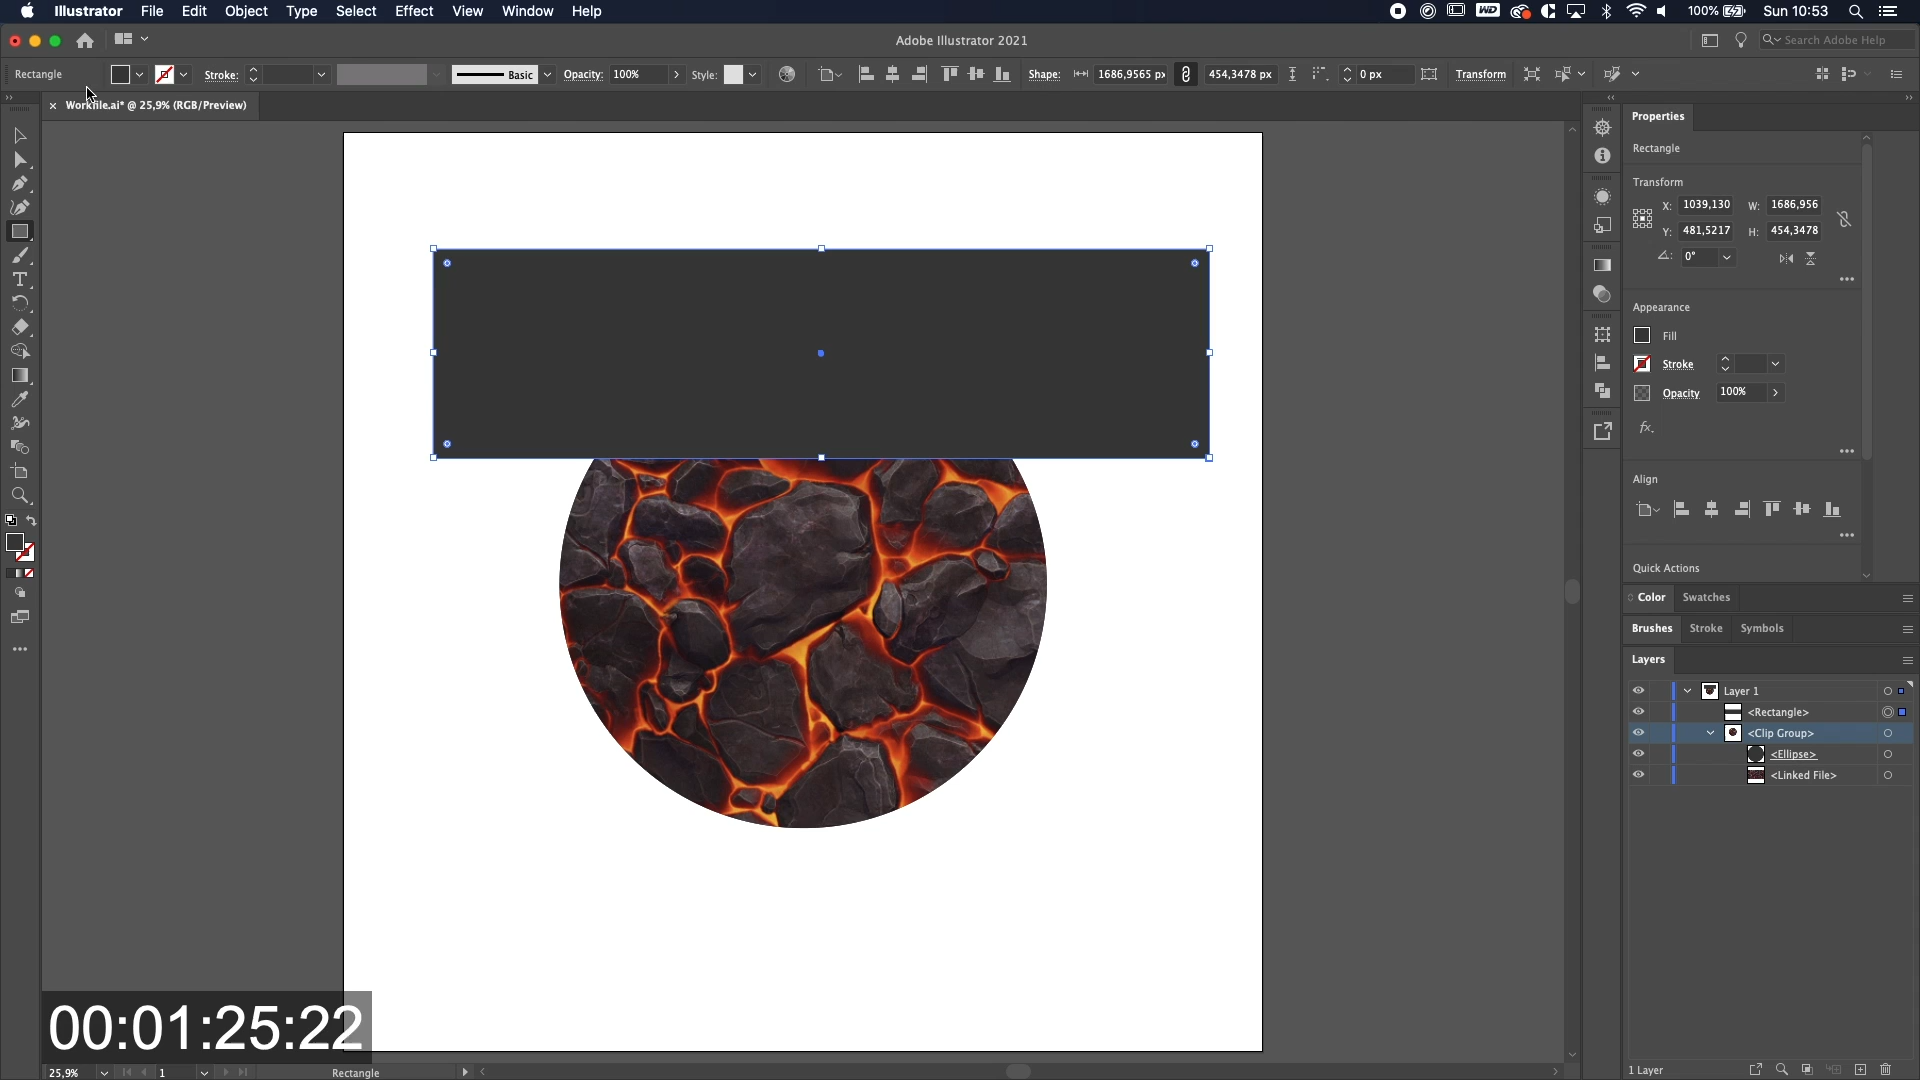 Illustrator File Edit Object Type Select Effect View Window Help
WD 100% Sun 10:53
Adobe Illustrator 2021
Search Adobe Help
Rectangle Stroke: Basic Opacity: 100% Style: Shape: 1686,9565 px 454,3478 px 0 px Transform
Workfile.ai* @ 25,9% (RGB/Preview)
Properties
Rectangle
Transform
X: 1039,130 W: 1686,956
Y: 481,5217 H: 454,3478
0°
Appearance
Fill
Stroke
Opacity 100%
fx.
Align
Quick Actions
Color Swatches
Brushes Stroke Symbols
Layers
Layer 1
<Rectangle>
<Clip Group>
<Ellipse>
<Linked File>
00:01:25:22
25,9% 1 Rectangle
1 Layer